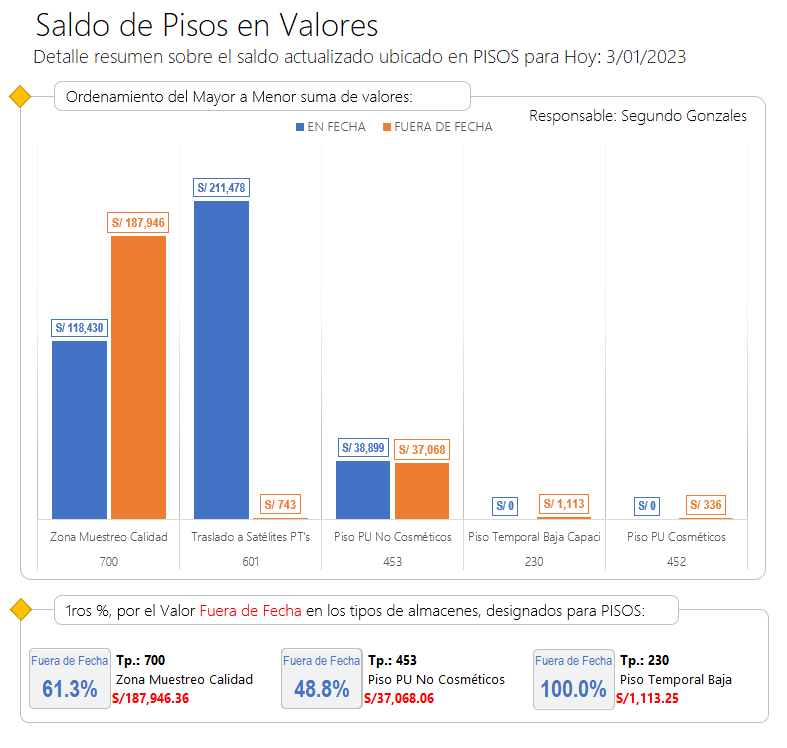 Saldo de Pisos en Valores
Detalle resumen sobre el saldo actualizado ubicado en PISOS para Hoy: 3/01/2023
Ordenamiento del Mayor a Menor suma de valores:
Responsable: Segundo Gonzales
EN FECHA FUERA DE FECHA
S/ 211,478
S/ 187,946
S/ 118,430
S/ 38,899 S/ 37,068
S/ 743 S/ 0 S/ 1,113 S/ 0 S/ 336
Zona Muestreo Calidad Traslado a Satélites PT's Piso PU No Cosméticos Piso Temporal Baja Capaci Piso PU Cosméticos
700 601 453 230 452
1ros %, por el Valor Fuera de Fecha en los tipos de almacenes, designados para PISOS:
Fuera de Fecha
61.3%
Tp.: 700
Zona Muestreo Calidad
S/187,946.36
Fuera de Fecha
48.8%
Tp.: 453
Piso PU No Cosméticos
S/37,068.06
Fuera de Fecha
100.0%
Tp.: 230
Piso Temporal Baja
S/1,113.25